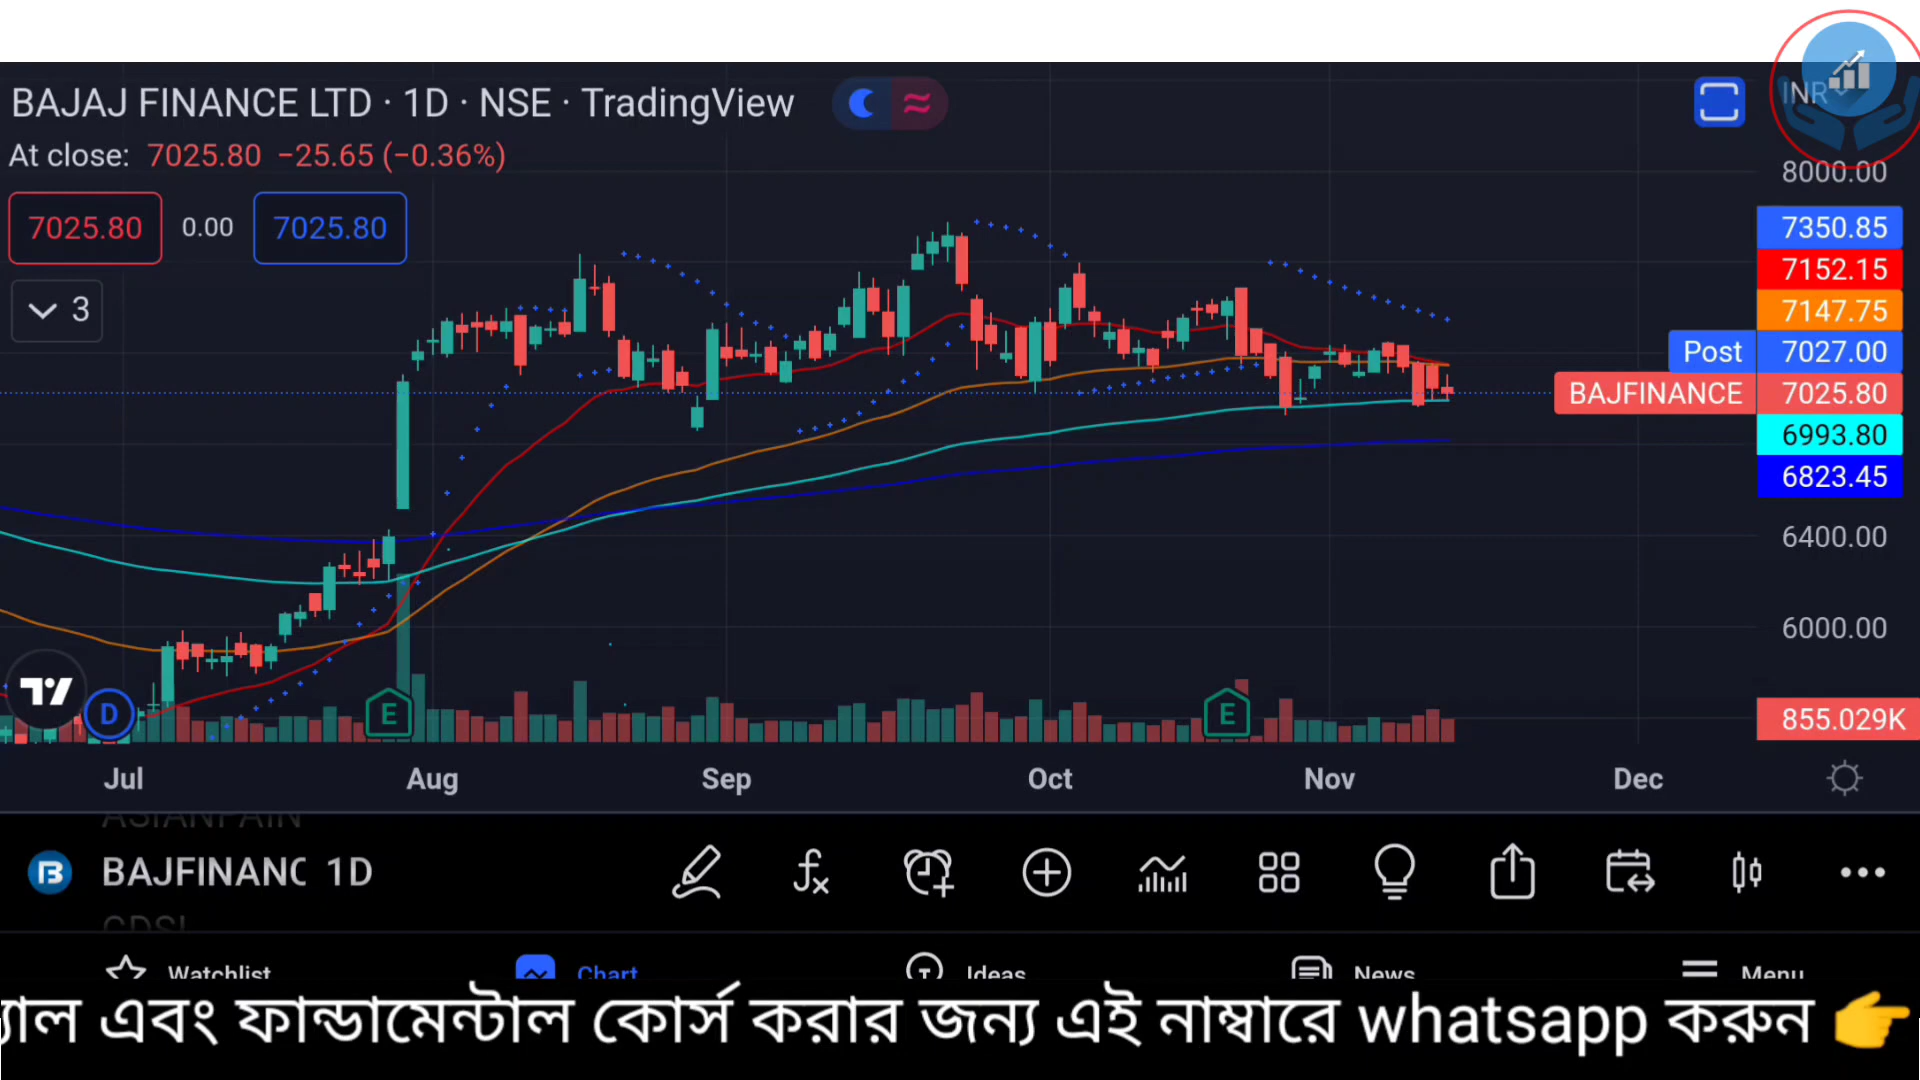 BAJAJ FINANCE LTD · 1D · NSE · TradingView
INR
At close: 7025.80 −25.65 (−0.36%)
8000.00
7025.80 0.00 7025.80
7350.85
7152.15
3
7147.75
Post 7027.00
BAJFINANCE 7025.80
6993.80
6823.45
6400.00
6000.00
D E E
855.029K
Jul Aug Sep Oct Nov Dec
ASIANPAIN
BAJFINANC 1D
CDSL
Watchlist Chart Ideas News Menu
এবং ফান্ডামেন্টাল কোর্স করার জন্য এই নাম্বারে whatsapp করুন 👉